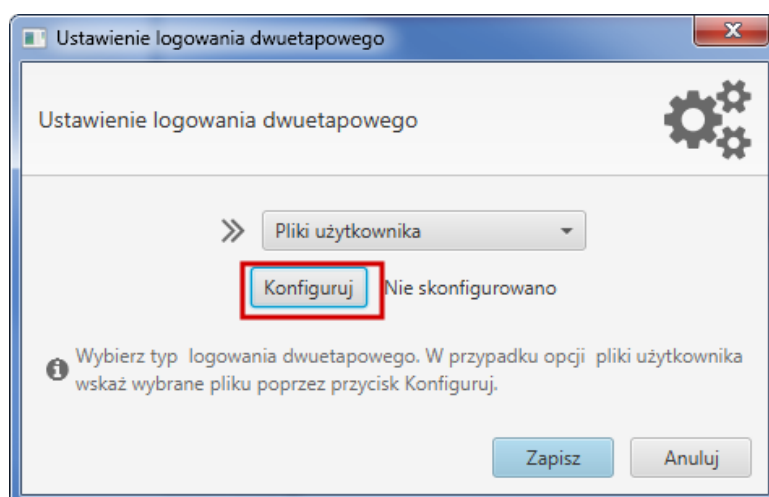 Ustawienie logowania dwuetapowego
Ustawienie logowania dwuetapowego
Pliki użytkownika
Konfiguruj Nie skonfigurowano
Wybierz typ logowania dwuetapowego. W przypadku opcji pliki użytkownika
wskaż wybrane pliku poprzez przycisk Konfiguruj.
Zapisz Anuluj